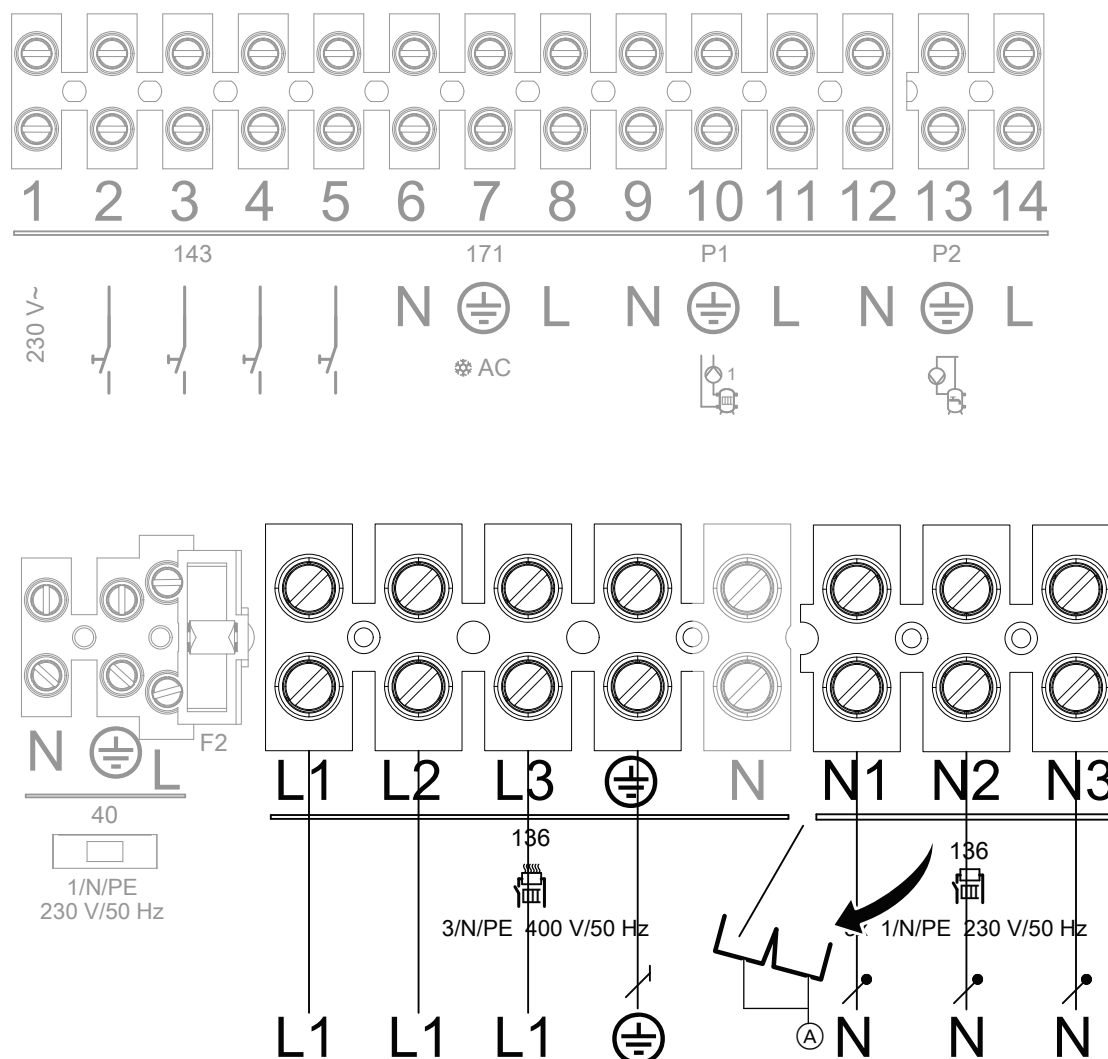 1 2 3 4 5 6 7 8 9 10 11 12 13 14
143 171 P1 P2
230 V~ N L N L N L
AC 1
N L F2 L1 L2 L3 N N1 N2 N3
40 136 136
1/N/PE
230 V/50 Hz
3/N/PE 400 V/50 Hz 1/N/PE 230 V/50 Hz
L1 L1 L1 A N N N